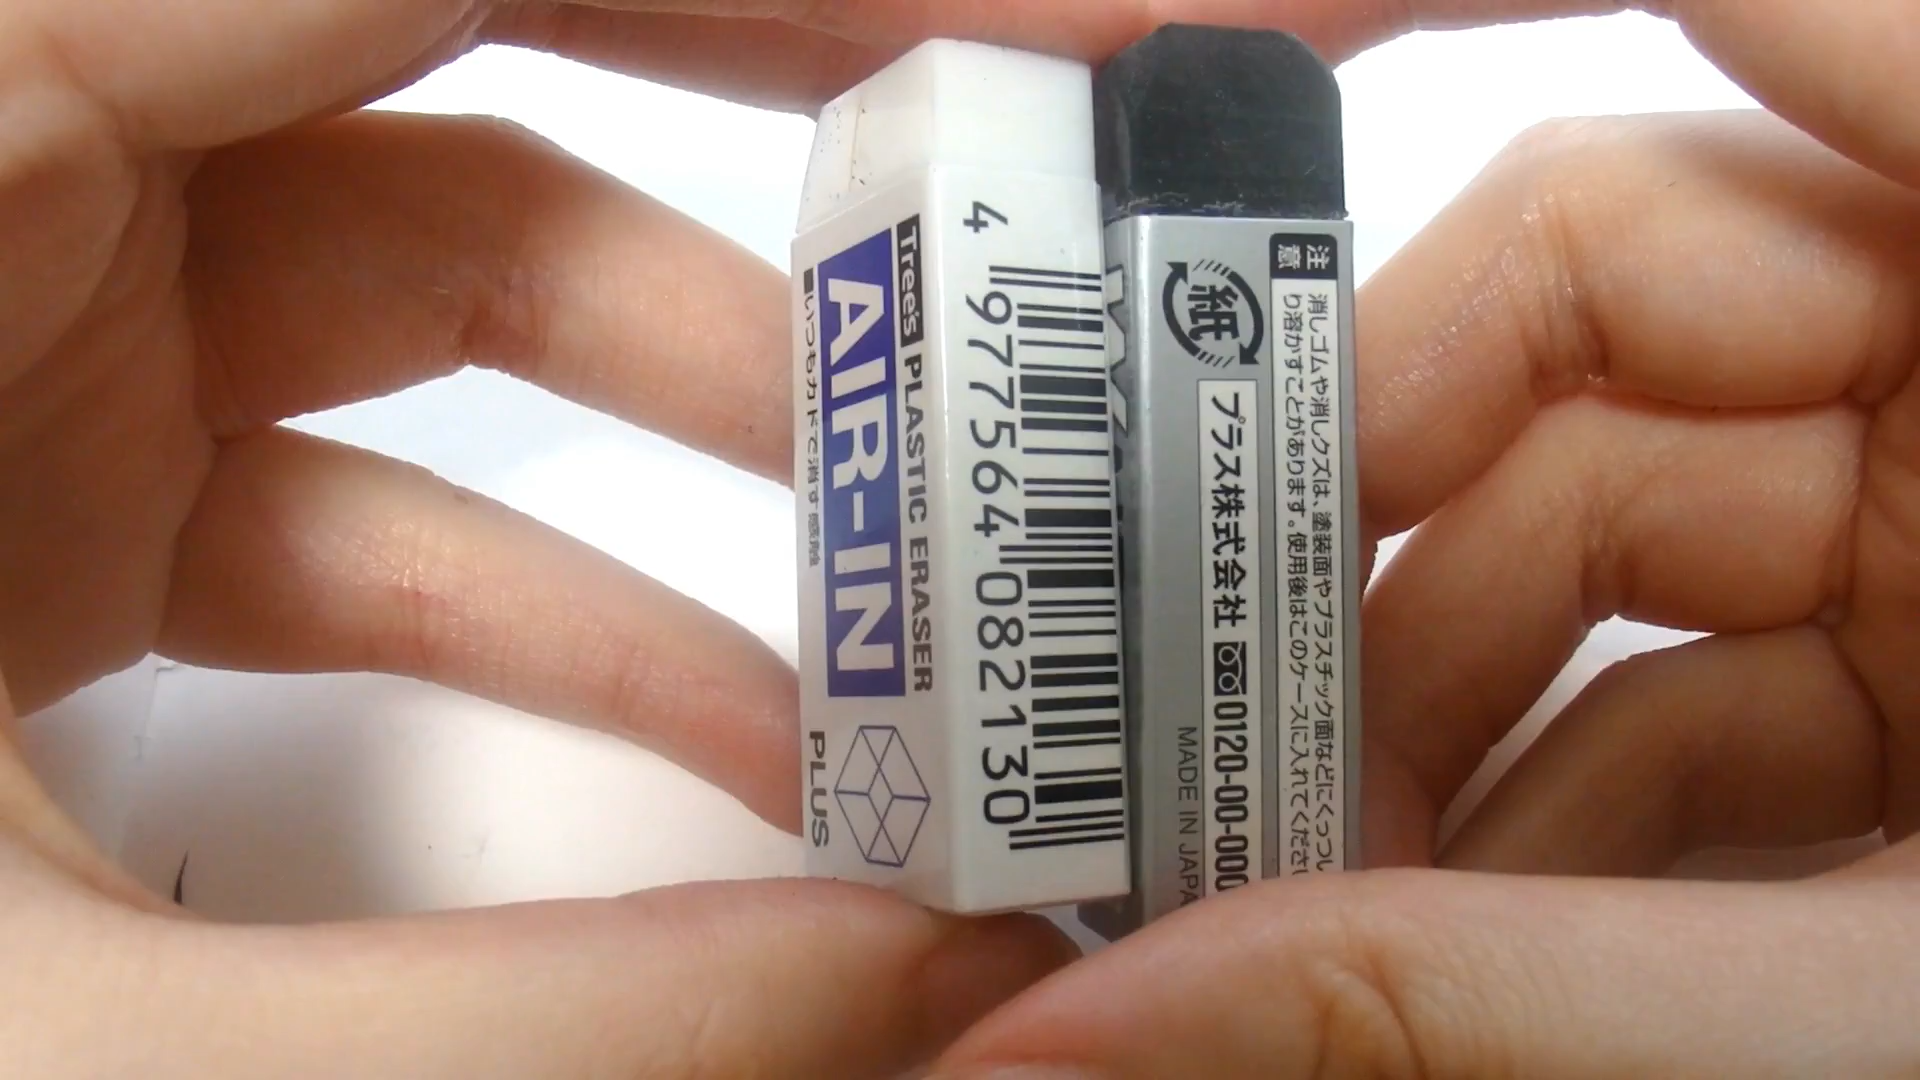 Tree's PLASTIC ERASER
AIR-IN
■いつもカドで消す感触
PLUS
4 977564 082130
紙
プラス株式会社
0120-00-000
MADE IN JAPA
注意
消しゴムや消しクズは、塗装面やプラスチック面などにくっつい
り溶かすことがあります。使用後はこのケースに入れてくださ